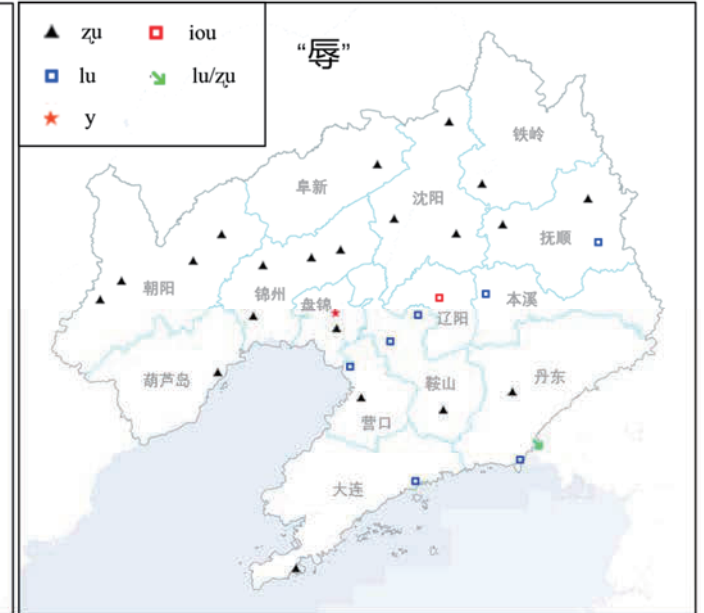 ʐu iou
lu lu/ʐu
y
“辱”
铁岭
阜新
沈阳
抚顺
朝阳
锦州
盘锦
辽阳
本溪
葫芦岛
鞍山
丹东
营口
大连